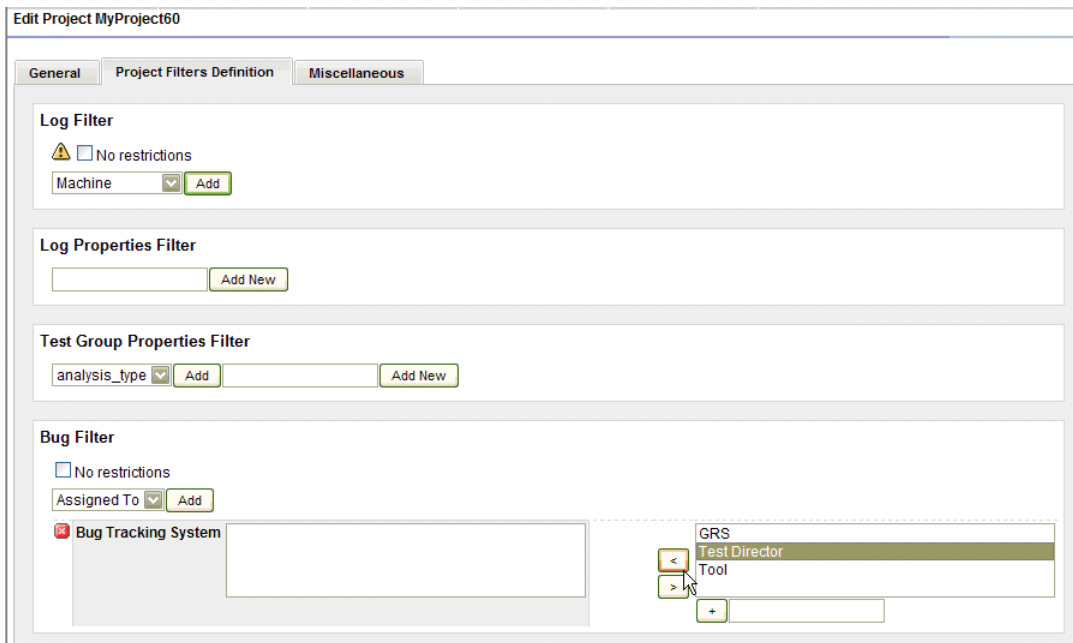 Edit Project MyProject60
General Project Filters Definition Miscellaneous
Log Filter
No restrictions
Machine Add
Log Properties Filter
Add New
Test Group Properties Filter
analysis_type Add Add New
Bug Filter
No restrictions
Assigned To Add
Bug Tracking System
GRS
< Test Director
Tool
>
+